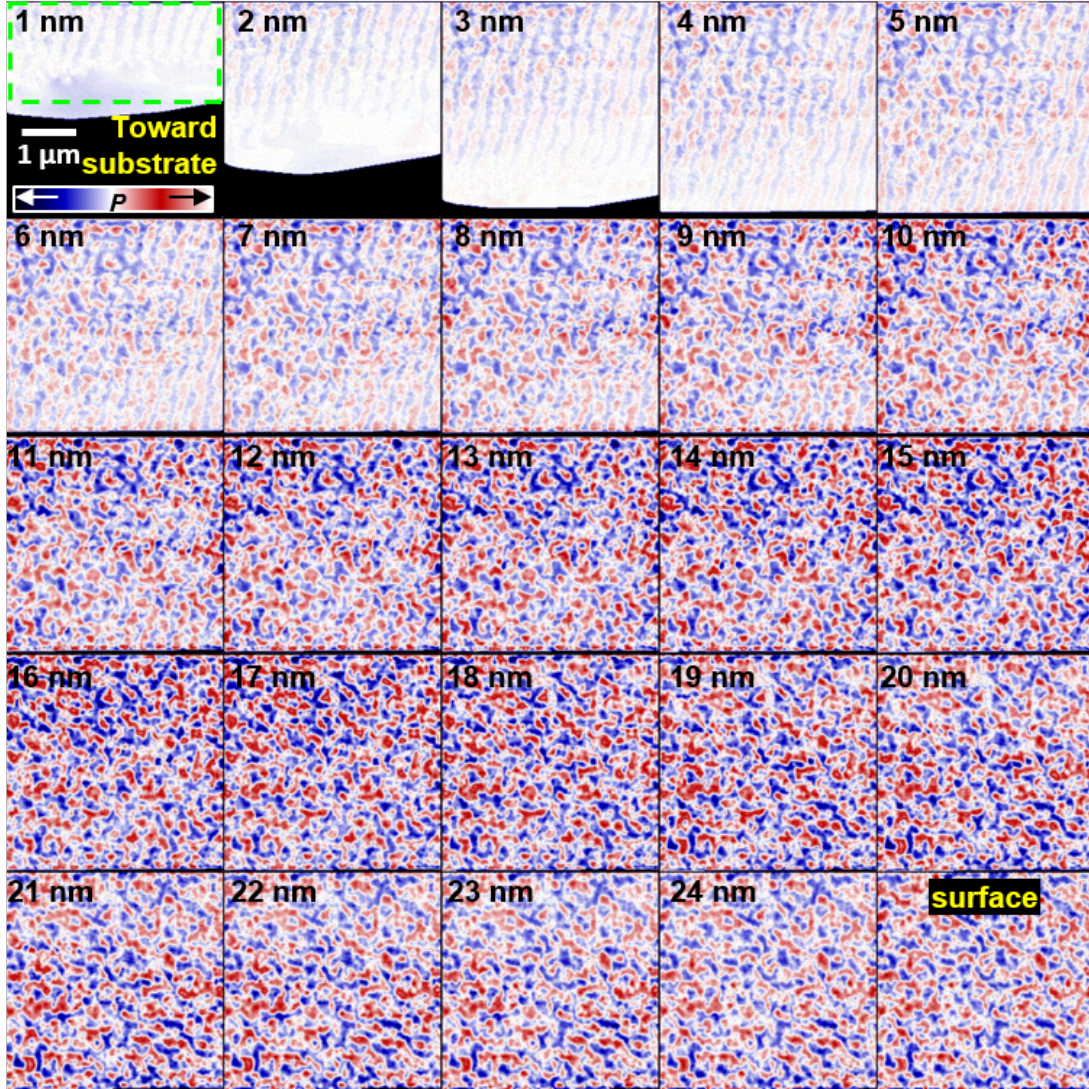 1 nm
2 nm
3 nm
4 nm
5 nm
Toward
substrate
1 μm
P
6 nm
7 nm
8 nm
9 nm
10 nm
11 nm
12 nm
13 nm
14 nm
15 nm
16 nm
17 nm
18 nm
19 nm
20 nm
21 nm
22 nm
23 nm
24 nm
surface